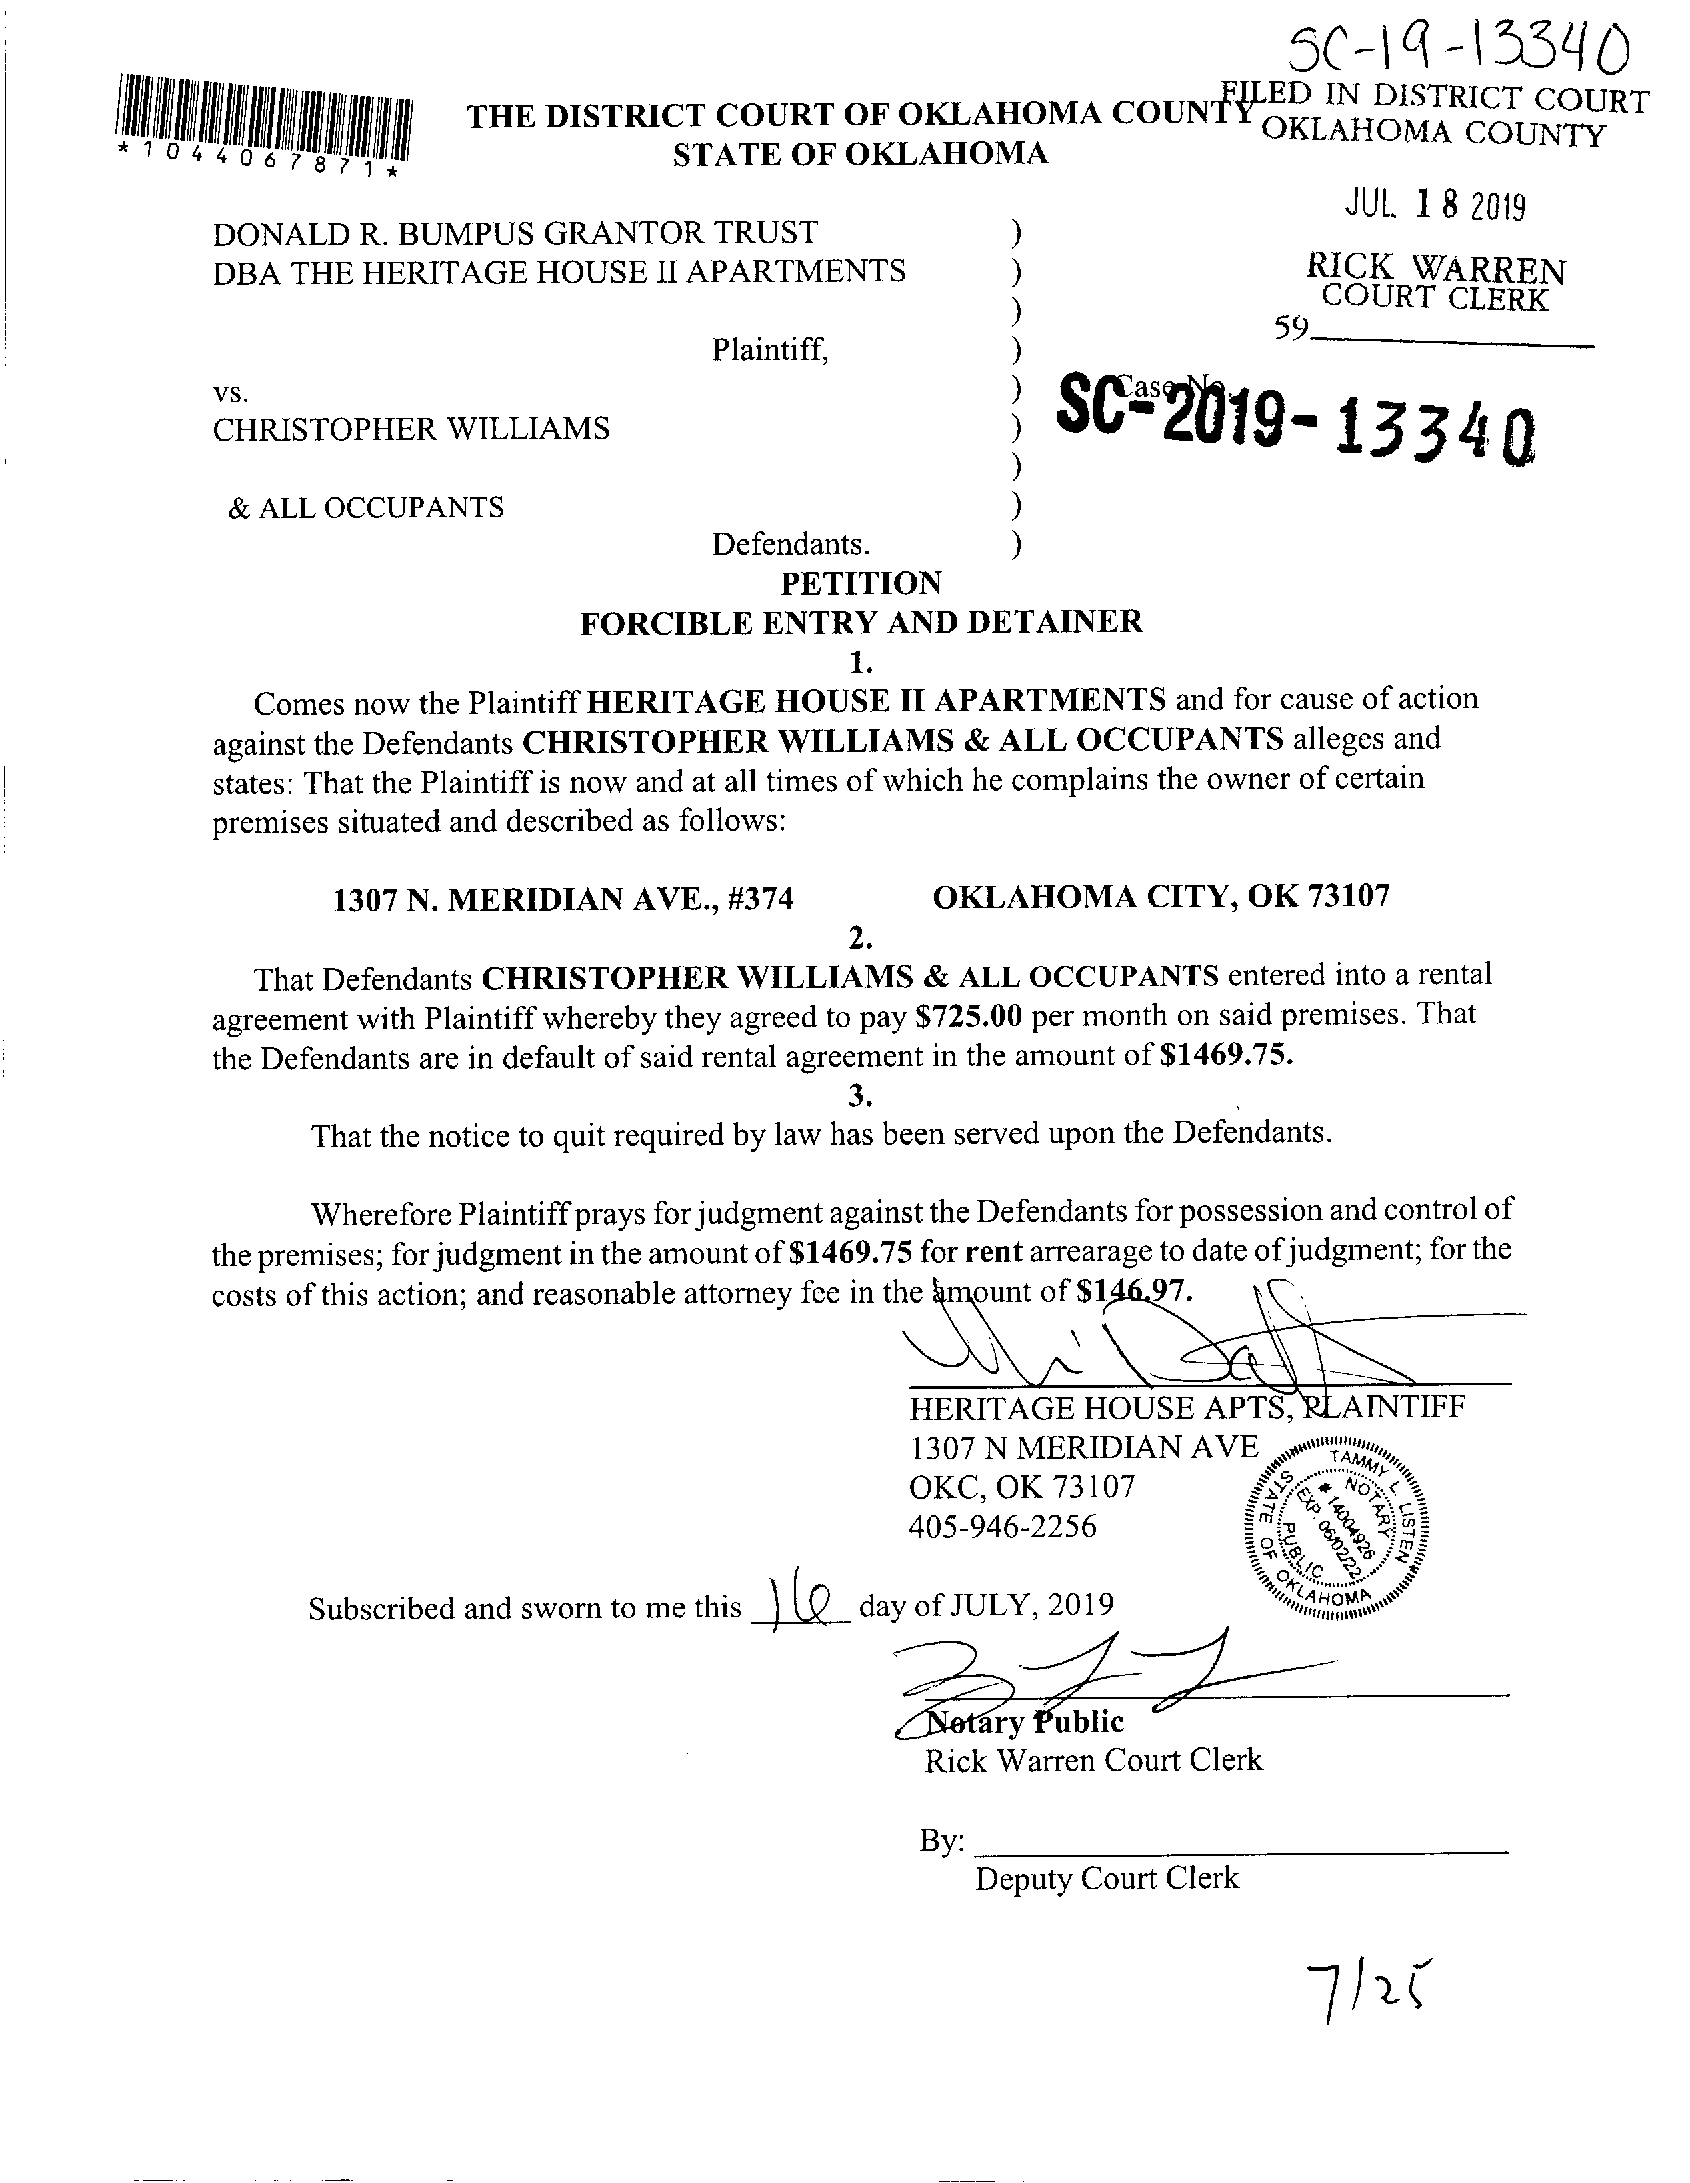 SC-19-13340
*1044067871*
THE DISTRICT COURT OF OKLAHOMA COUNTY
STATE OF OKLAHOMA
FILED IN DISTRICT COURT
OKLAHOMA COUNTY
JUL 18 2019
RICK WARREN
COURT CLERK
59
DONALD R. BUMPUS GRANTOR TRUST )
DBA THE HERITAGE HOUSE II APARTMENTS )
)
Plaintiff, )
vs. )
CHRISTOPHER WILLIAMS )
)
& ALL OCCUPANTS )
Defendants. )
Case No.
SC-2019-13340
PETITION
FORCIBLE ENTRY AND DETAINER
1.
Comes now the Plaintiff HERITAGE HOUSE II APARTMENTS and for cause of action
against the Defendants CHRISTOPHER WILLIAMS & ALL OCCUPANTS alleges and
states: That the Plaintiff is now and at all times of which he complains the owner of certain
premises situated and described as follows:
1307 N. MERIDIAN AVE., #374 OKLAHOMA CITY, OK 73107
2.
That Defendants CHRISTOPHER WILLIAMS & ALL OCCUPANTS entered into a rental
agreement with Plaintiff whereby they agreed to pay $725.00 per month on said premises. That
the Defendants are in default of said rental agreement in the amount of $1469.75.
3.
That the notice to quit required by law has been served upon the Defendants.
Wherefore Plaintiff prays for judgment against the Defendants for possession and control of
the premises; for judgment in the amount of $1469.75 for rent arrearage to date of judgment; for the
costs of this action; and reasonable attorney fee in the amount of $146.97.
HERITAGE HOUSE APTS, PLAINTIFF
1307 N MERIDIAN AVE
OKC, OK 73107
405-946-2256
TAMMY L. LISTEN
NOTARY
# 14004926
EXP. 06/02/22
PUBLIC
STATE OF OKLAHOMA
Subscribed and sworn to me this 16 day of JULY, 2019
Notary Public
Rick Warren Court Clerk
By:
Deputy Court Clerk
7/25